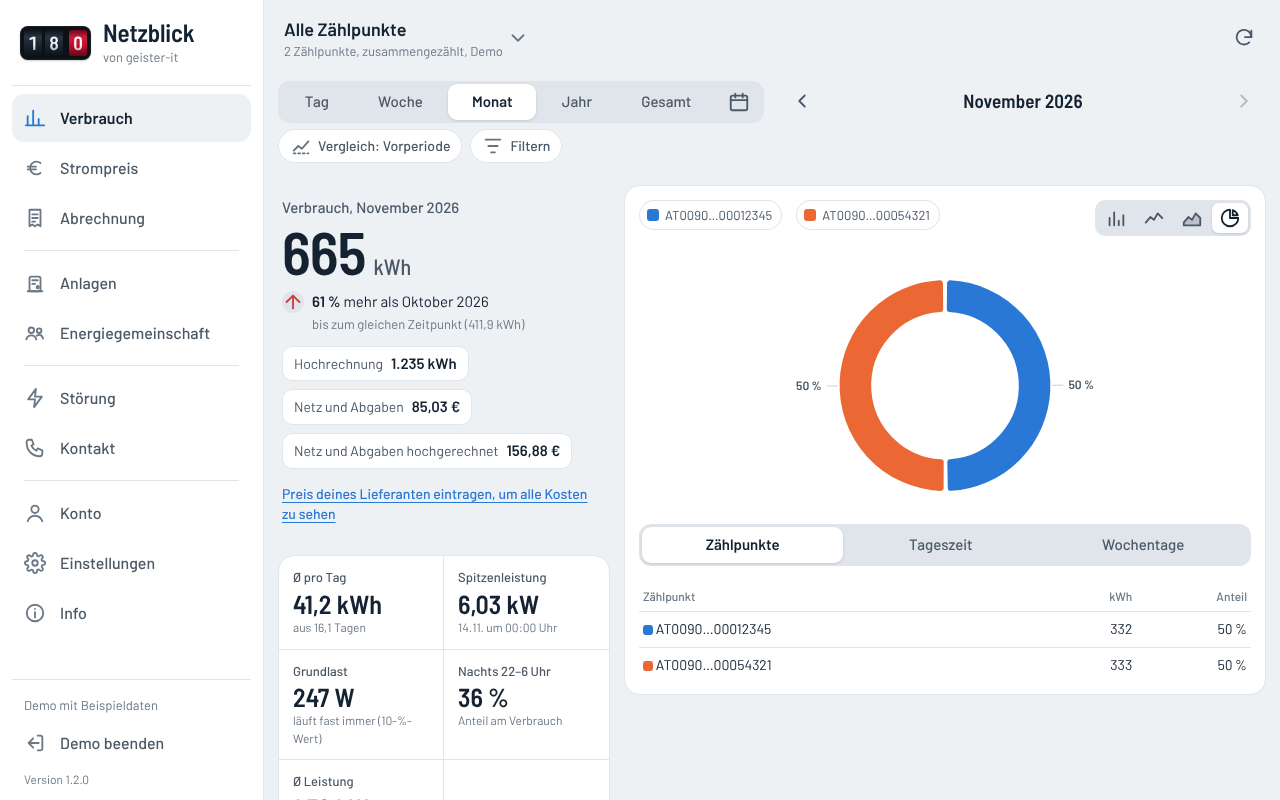 180
Netzblick
von geister-it
Verbrauch
Strompreis
Abrechnung
Anlagen
Energiegemeinschaft
Störung
Kontakt
Konto
Einstellungen
Info
Demo mit Beispieldaten
Demo beenden
Version 1.2.0
Alle Zählpunkte
2 Zählpunkte, zusammengezählt, Demo
Tag Woche Monat Jahr Gesamt
November 2026
Vergleich: Vorperiode Filtern
Verbrauch, November 2026
665 kWh
61 % mehr als Oktober 2026
bis zum gleichen Zeitpunkt (411,9 kWh)
Hochrechnung 1.235 kWh
Netz und Abgaben 85,03 €
Netz und Abgaben hochgerechnet 156,88 €
Preis deines Lieferanten eintragen, um alle Kosten
zu sehen
Ø pro Tag
41,2 kWh
aus 16,1 Tagen
Spitzenleistung
6,03 kW
14.11. um 00:00 Uhr
Grundlast
247 W
läuft fast immer (10-%-
Wert)
Nachts 22–6 Uhr
36 %
Anteil am Verbrauch
Ø Leistung
AT0090…00012345 AT0090…00054321
50 % 50 %
Zählpunkte Tageszeit Wochentage
Zählpunkt kWh Anteil
AT0090…00012345 332 50 %
AT0090…00054321 333 50 %